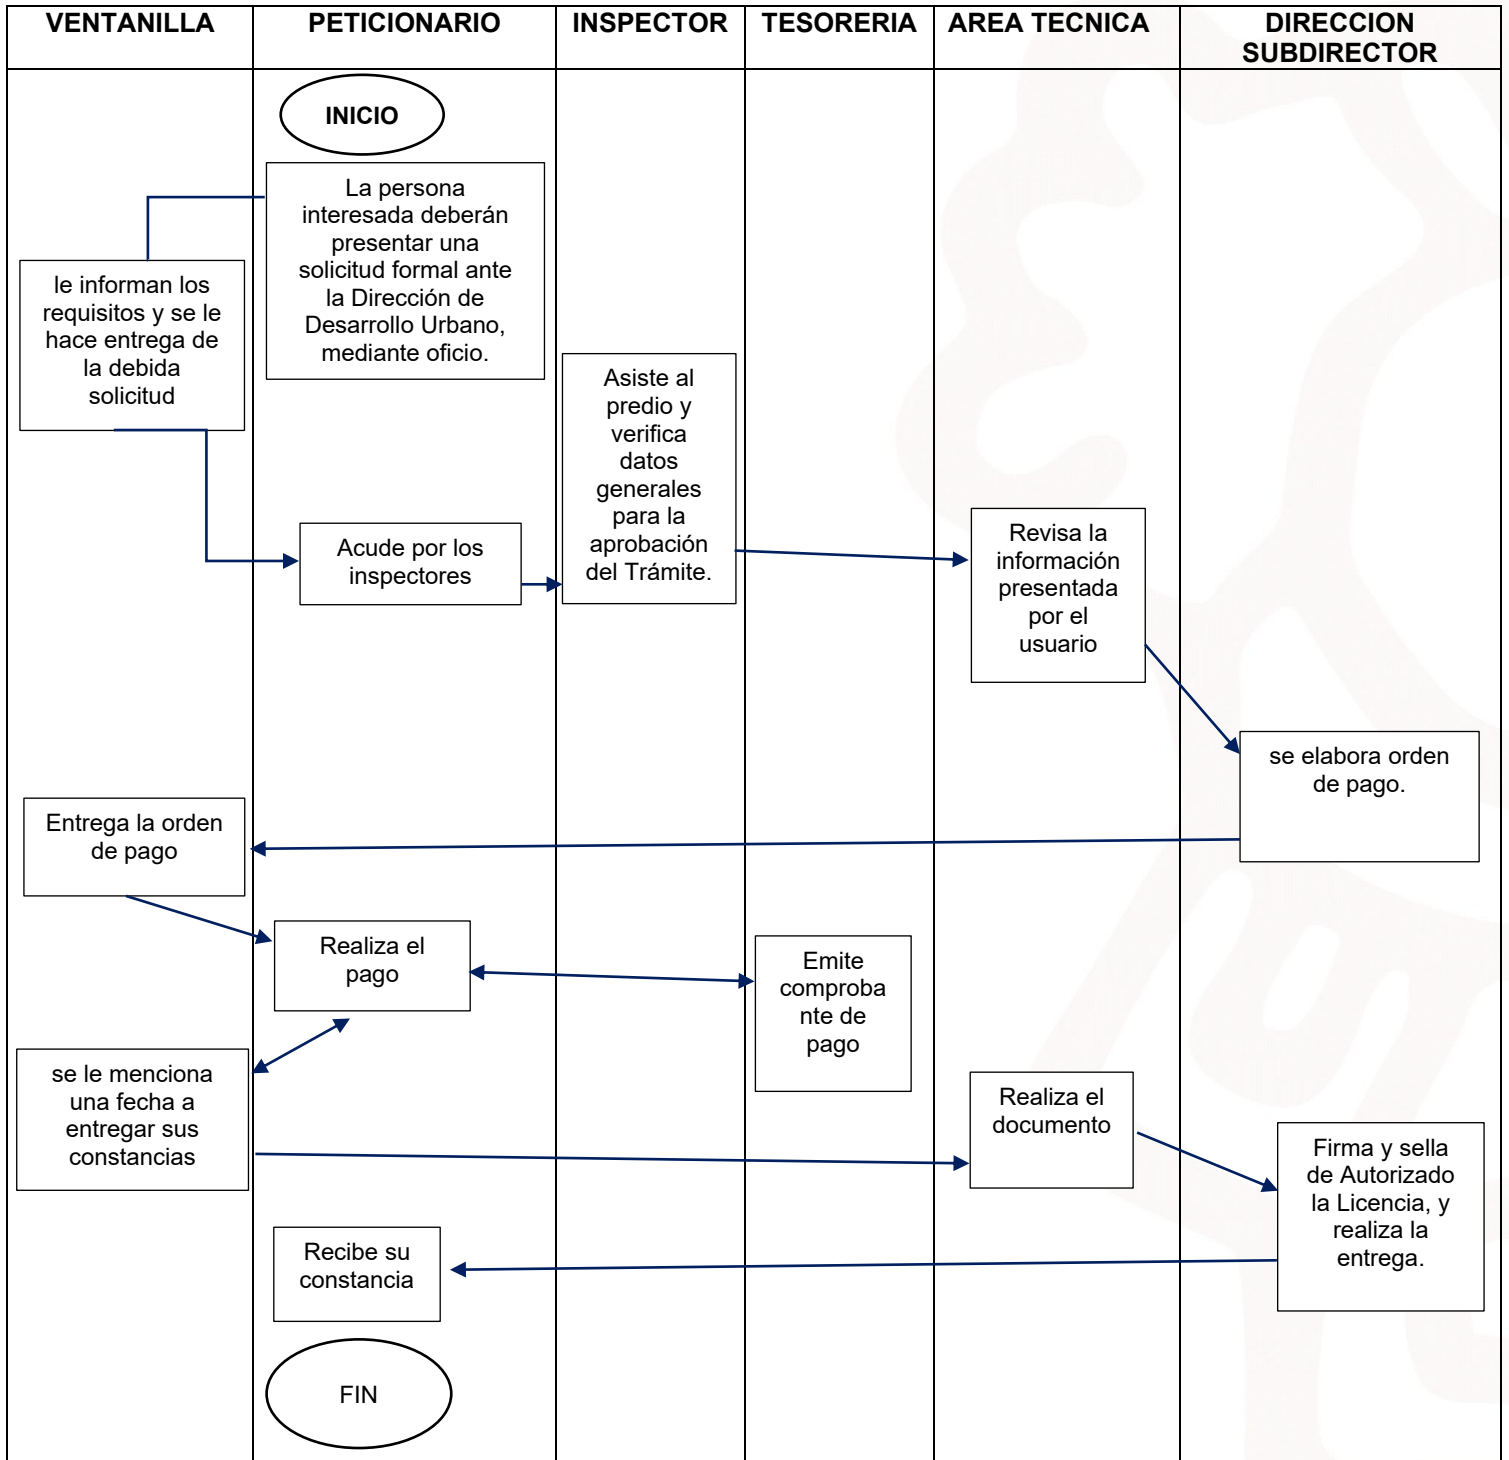 VENTANILLA
PETICIONARIO
INSPECTOR
TESORERIA
AREA TECNICA
DIRECCION
SUBDIRECTOR
INICIO
La persona
interesada deberán
presentar una
solicitud formal ante
la Dirección de
Desarrollo Urbano,
mediante oficio.
le informan los
requisitos y se le
hace entrega de
la debida
solicitud
Acude por los
inspectores
Asiste al
predio y
verifica
datos
generales
para la
aprobación
del Trámite.
Revisa la
información
presentada
por el
usuario
se elabora orden
de pago.
Entrega la orden
de pago
Realiza el
pago
Emite
comproba
nte de
pago
se le menciona
una fecha a
entregar sus
constancias
Realiza el
documento
Firma y sella
de Autorizado
la Licencia, y
realiza la
entrega.
Recibe su
constancia
FIN